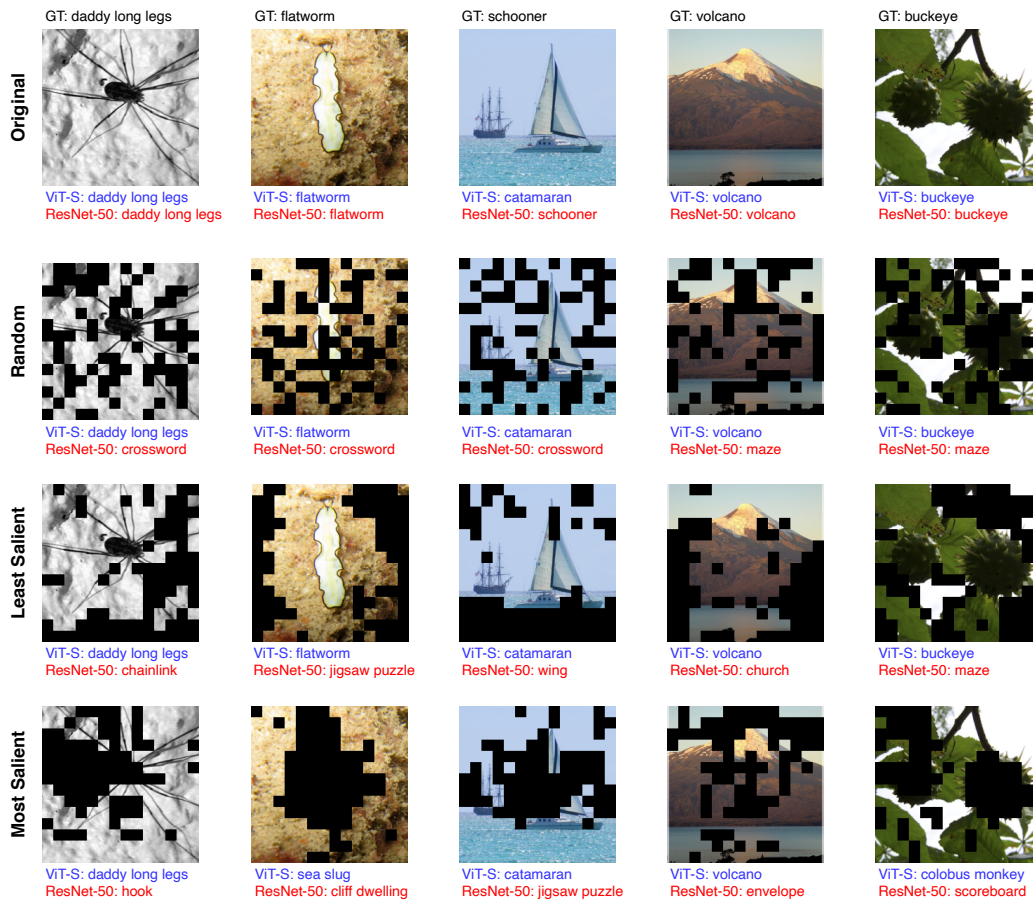 GT: daddy long legs
GT: flatworm
GT: schooner
GT: volcano
GT: buckeye
Original
ViT-S: daddy long legs
ResNet-50: daddy long legs
ViT-S: flatworm
ResNet-50: flatworm
ViT-S: catamaran
ResNet-50: schooner
ViT-S: volcano
ResNet-50: volcano
ViT-S: buckeye
ResNet-50: buckeye
Random
ViT-S: daddy long legs
ResNet-50: crossword
ViT-S: flatworm
ResNet-50: crossword
ViT-S: catamaran
ResNet-50: crossword
ViT-S: volcano
ResNet-50: maze
ViT-S: buckeye
ResNet-50: maze
Least Salient
ViT-S: daddy long legs
ResNet-50: chainlink
ViT-S: flatworm
ResNet-50: jigsaw puzzle
ViT-S: catamaran
ResNet-50: wing
ViT-S: volcano
ResNet-50: church
ViT-S: buckeye
ResNet-50: maze
Most Salient
ViT-S: daddy long legs
ResNet-50: hook
ViT-S: sea slug
ResNet-50: cliff dwelling
ViT-S: catamaran
ResNet-50: jigsaw puzzle
ViT-S: volcano
ResNet-50: envelope
ViT-S: colobus monkey
ResNet-50: scoreboard